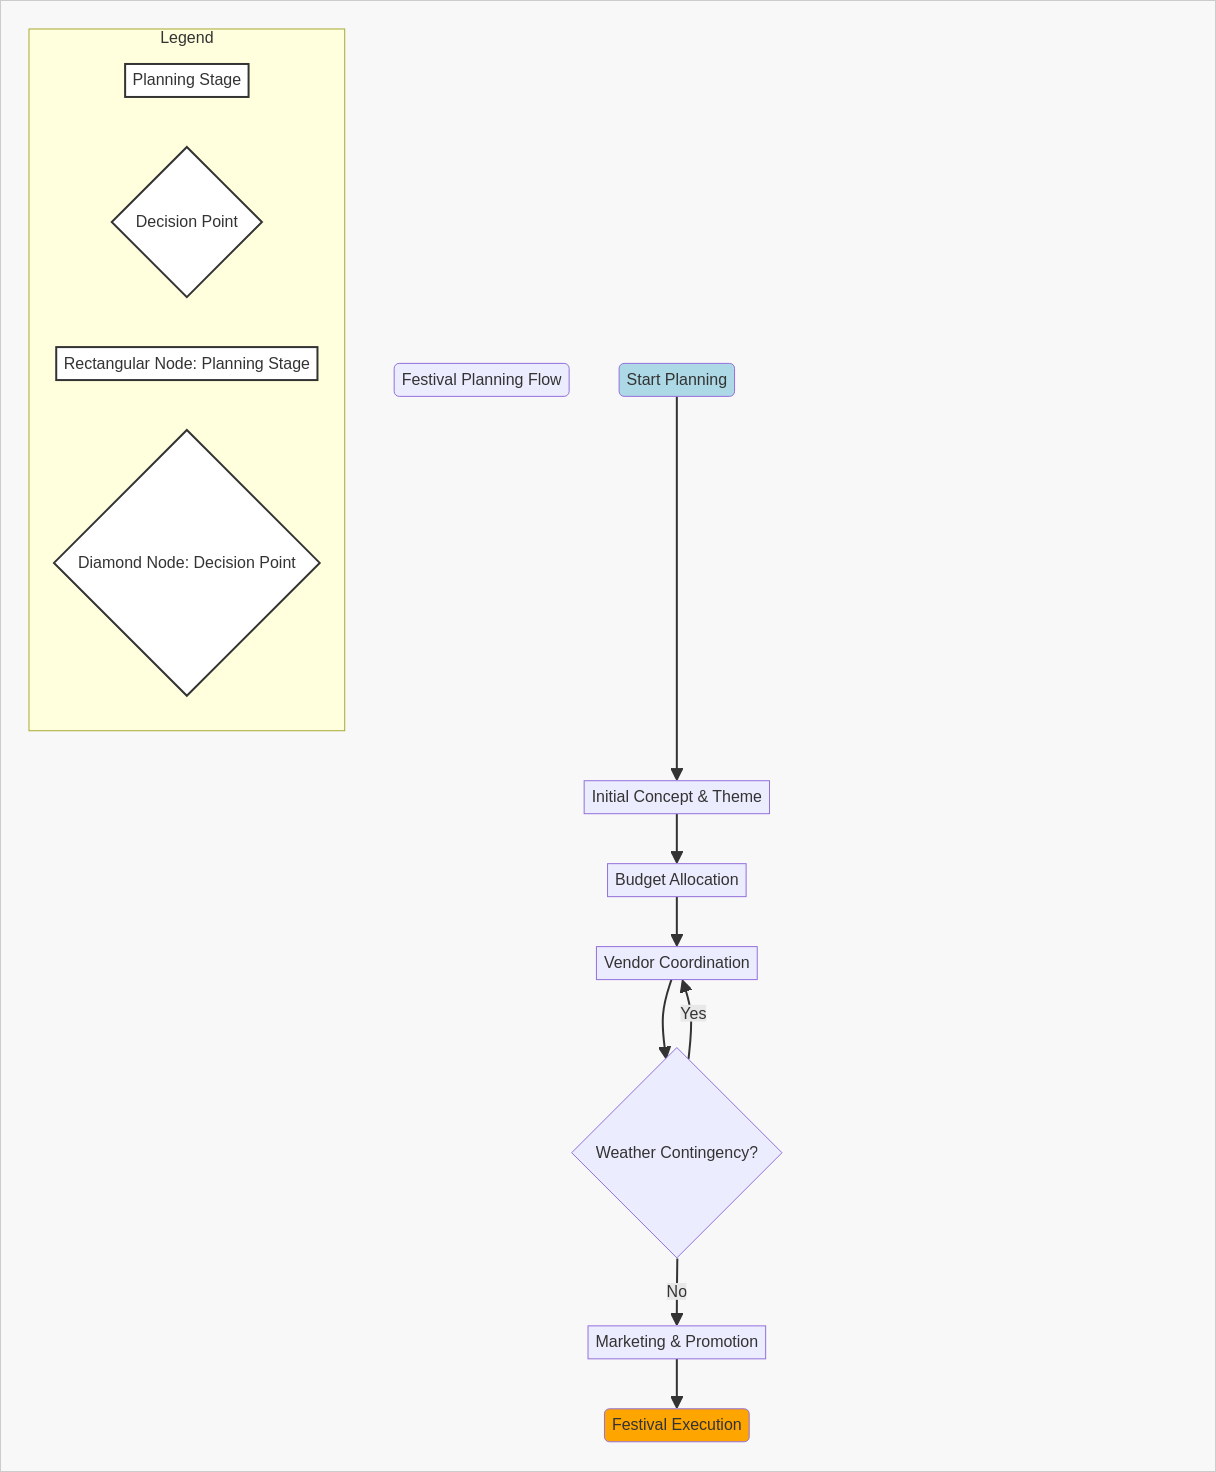 Legend
Planning Stage
Decision Point
Rectangular Node: Planning Stage
Diamond Node: Decision Point
Festival Planning Flow
Start Planning
Initial Concept & Theme
Budget Allocation
Vendor Coordination
Yes
Weather Contingency?
No
Marketing & Promotion
Festival Execution